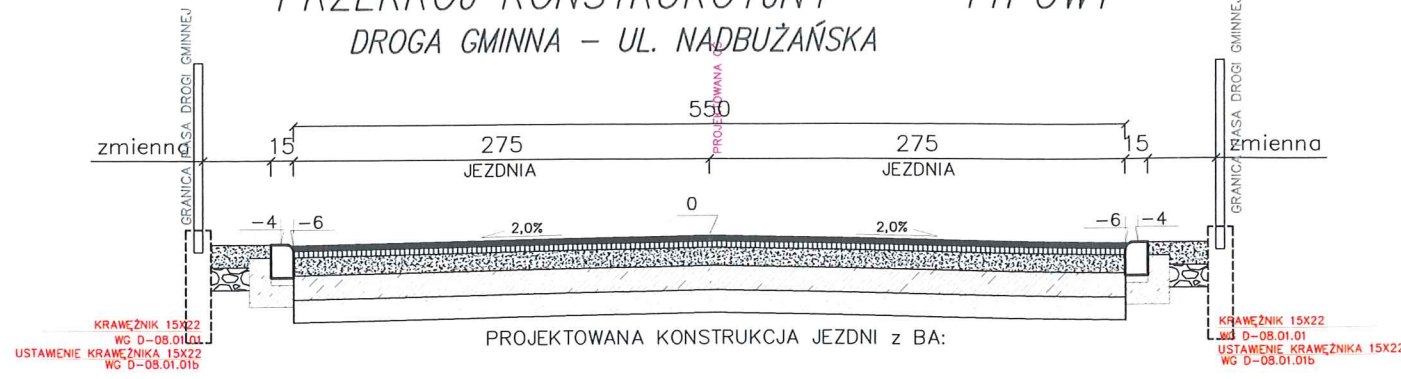 PRZEKRÓJ KONSTRUKCYJNY TYPOWY
DROGA GMINNA – UL. NADBUŻAŃSKA
GRANICA PASA DROGI GMINNEJ
PROJEKTOWANA OŚ
GRANICA PASA DROGI GMINNEJ
550
zmienna 15 275 275 15 zmienna
JEZDNIA JEZDNIA
-4 -6 2,0% 0 2,0% -6 -4
PROJEKTOWANA KONSTRUKCJA JEZDNI z BA:
KRAWĘŻNIK 15X22
WG D-08.01.01
USTAWIENIE KRAWĘŻNIKA 15X22
WG D-08.01.01b
KRAWĘŻNIK 15X22
WG D-08.01.01
USTAWIENIE KRAWĘŻNIKA 15X22
WG D-08.01.01b